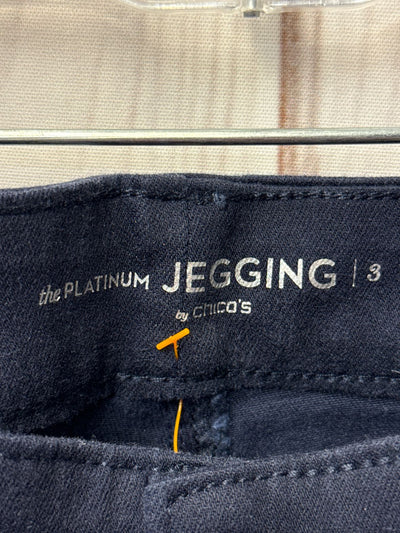 the PLATINUM JEGGING | 3
by chico's